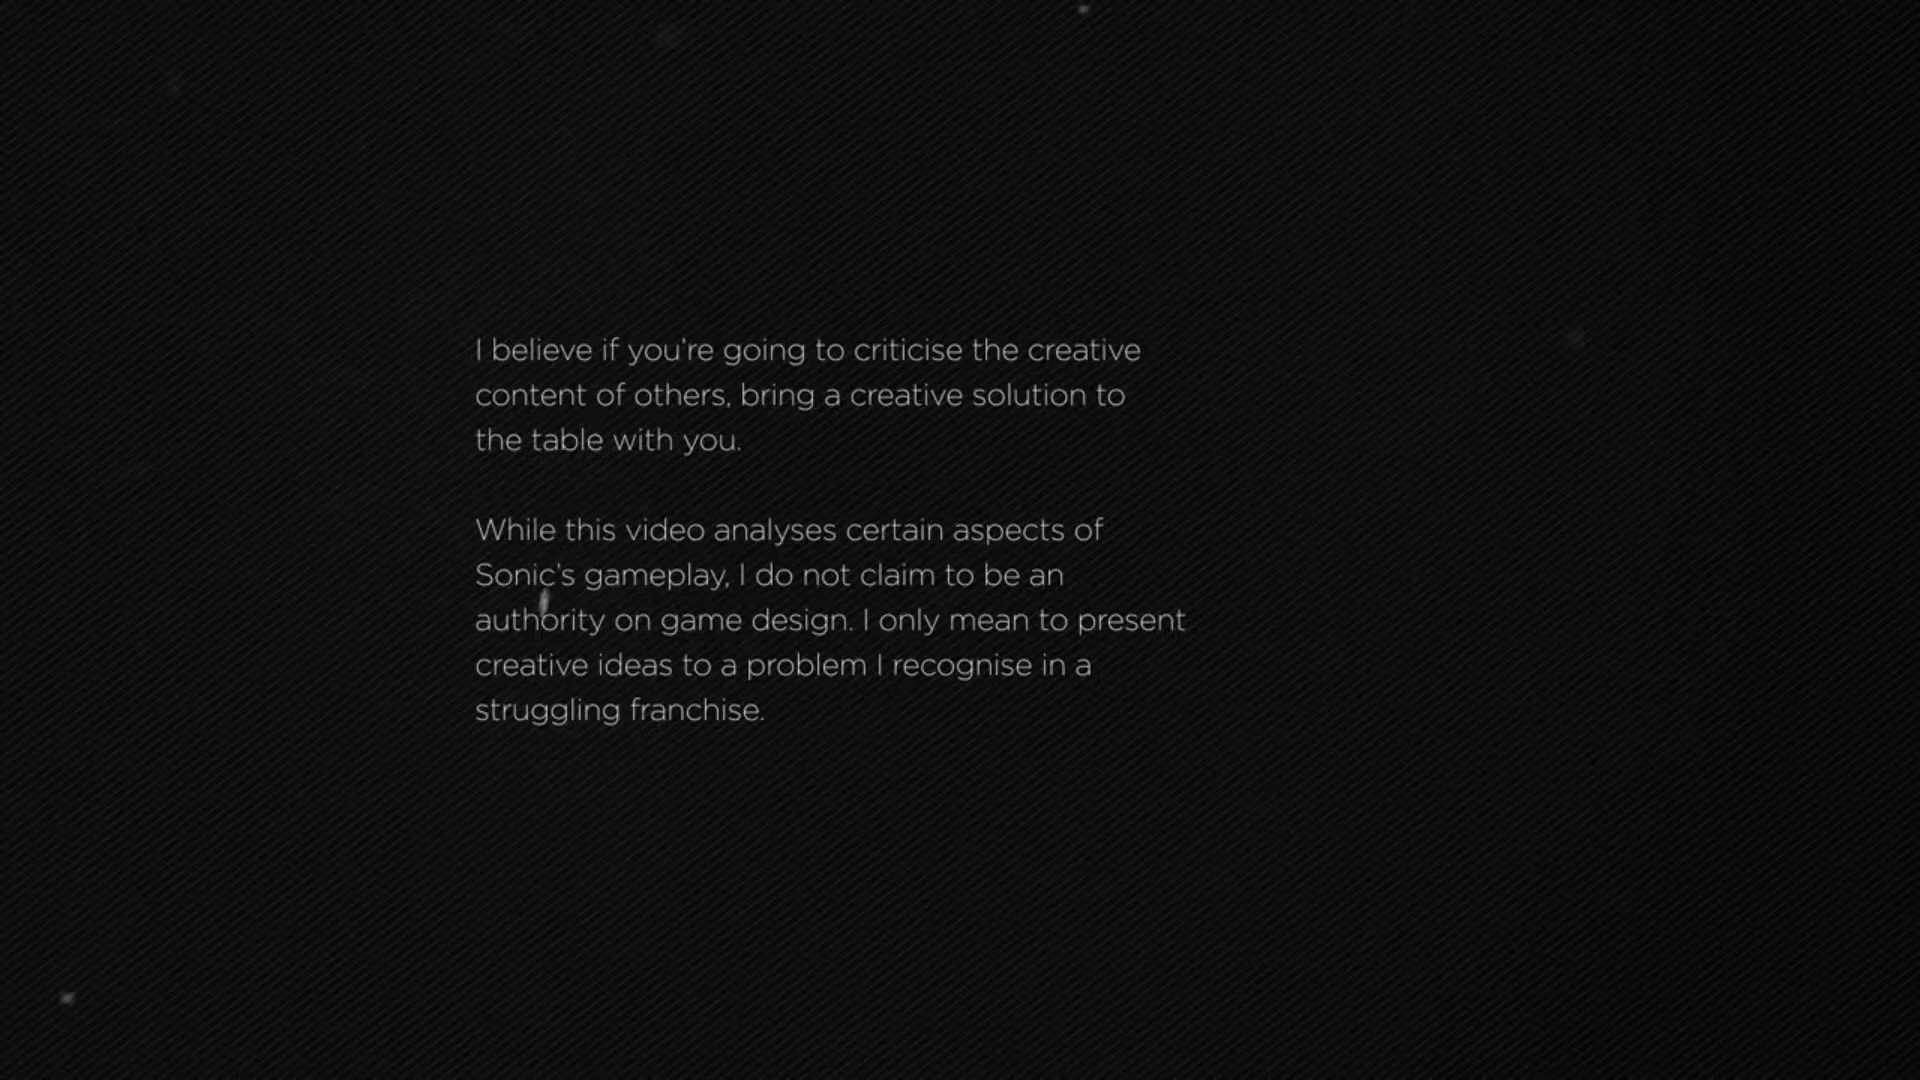 I believe if you're going to criticise the creative
content of others, bring a creative solution to
the table with you.
While this video analyses certain aspects of
Sonic's gameplay, I do not claim to be an
authority on game design. I only mean to present
creative ideas to a problem I recognise in a
struggling franchise.